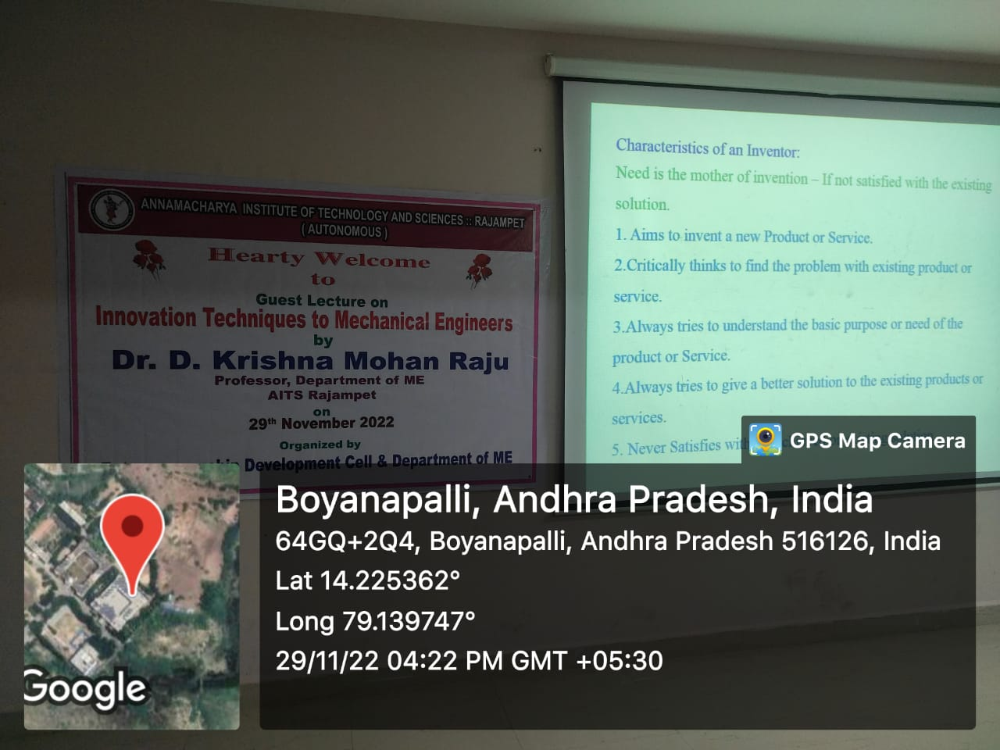 ANNAMACHARYA INSTITUTE OF TECHNOLOGY AND SCIENCES :: RAJAMPET
( AUTONOMOUS )
Hearty Welcome
to
Guest Lecture on
Innovation Techniques to Mechanical Engineers
by
Dr. D. Krishna Mohan Raju
Professor, Department of ME
AITS Rajampet
on
29th November 2022
Organized by
Development Cell & Department of ME
Characteristics of an Inventor:
Need is the mother of invention – If not satisfied with the existing
solution.
1. Aims to invent a new Product or Service.
2.Critically thinks to find the problem with existing product or
service.
3.Always tries to understand the basic purpose or need of the
product or Service.
4.Always tries to give a better solution to the existing products or
services.
5. Never Satisfies with
GPS Map Camera
Boyanapalli, Andhra Pradesh, India
64GQ+2Q4, Boyanapalli, Andhra Pradesh 516126, India
Lat 14.225362°
Long 79.139747°
29/11/22 04:22 PM GMT +05:30
Google